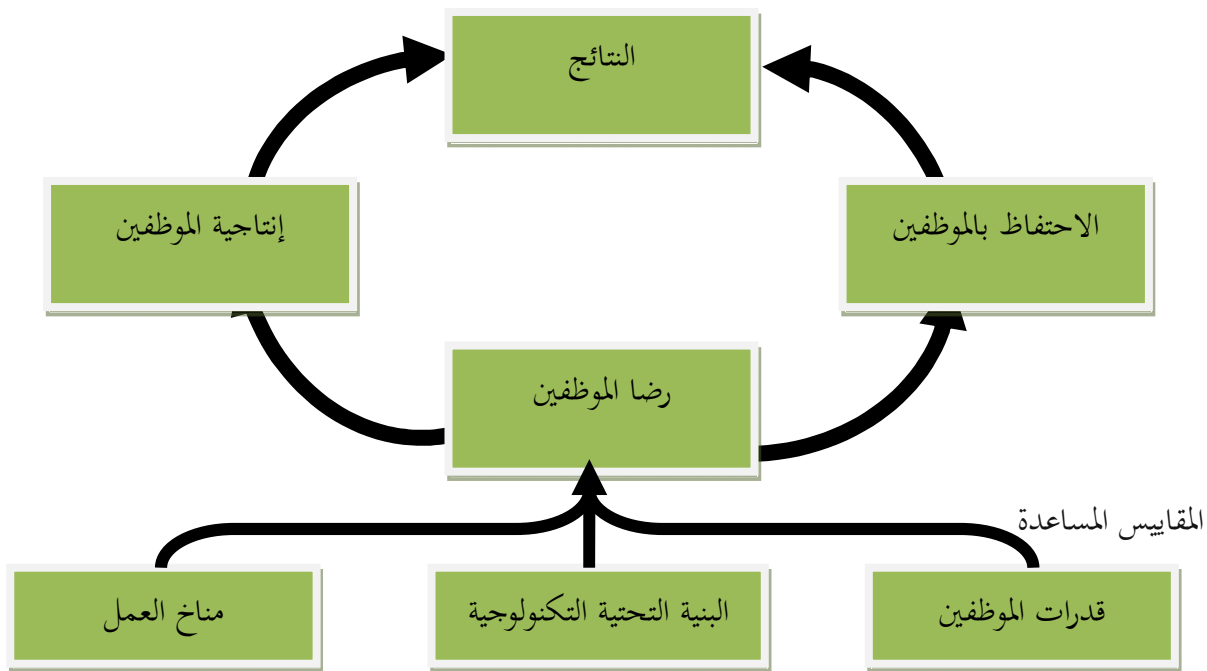 النتائج
الاحتفاظ بالموظفين
إنتاجية الموظفين
رضا الموظفين
المقاييس المساعدة
قدرات الموظفين
البنية التحتية التكنولوجية
مناخ العمل